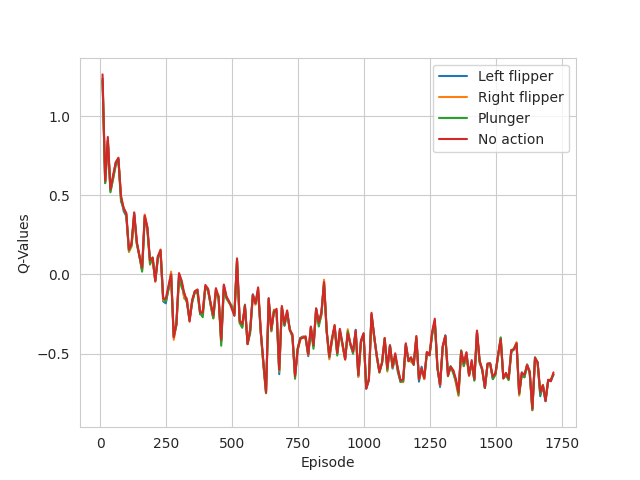 Left flipper
Right flipper
Plunger
No action
1.0
0.5
0.0
−0.5
Q-Values
0 250 500 750 1000 1250 1500 1750
Episode